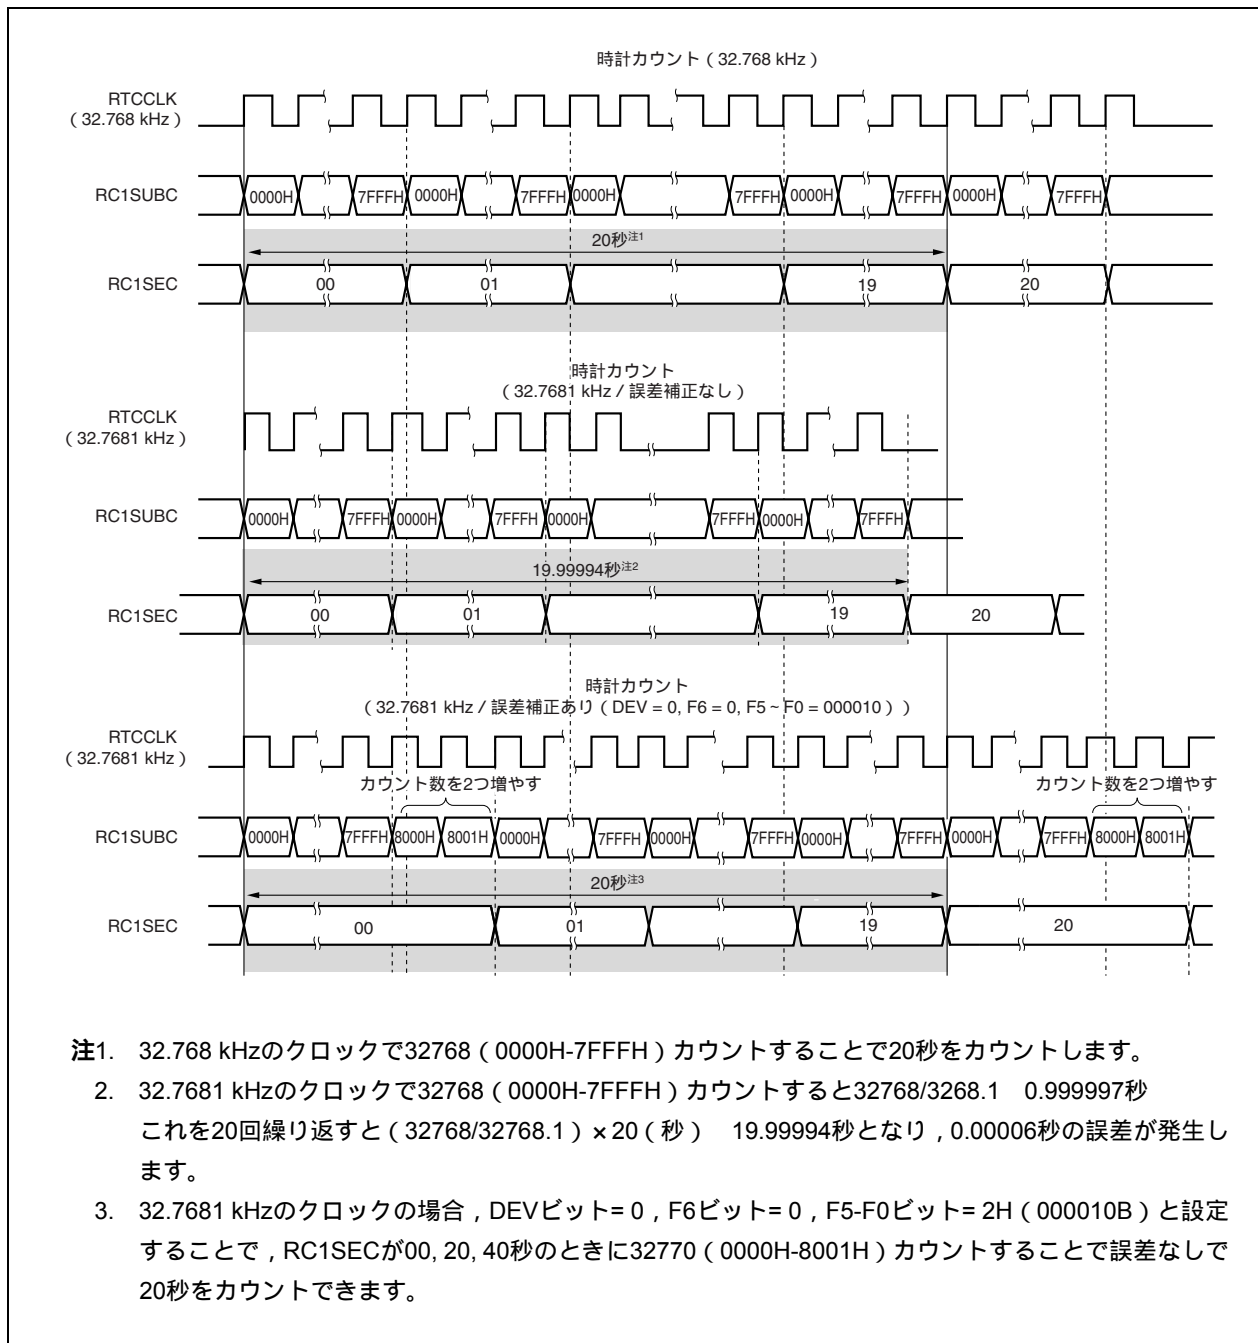 時計カウント（32.768 kHz）
RTCCLK
（32.768 kHz）
RC1SUBC
0000H 7FFFH 0000H 7FFFH 0000H 7FFFH 0000H 7FFFH 0000H 7FFFH
20秒注1
RC1SEC
00 01 19 20
時計カウント
（32.7681 kHz / 誤差補正なし）
RTCCLK
（32.7681 kHz）
RC1SUBC
0000H 7FFFH 0000H 7FFFH 0000H 7FFFH 0000H 7FFFH
19.99994秒注2
RC1SEC
00 01 19 20
時計カウント
（32.7681 kHz / 誤差補正あり（DEV = 0, F6 = 0, F5 ~ F0 = 000010））
RTCCLK
（32.7681 kHz）
カウント数を2つ増やす カウント数を2つ増やす
RC1SUBC
0000H 7FFFH 8000H 8001H 0000H 7FFFH 0000H 7FFFH 0000H 7FFFH 0000H 7FFFH 8000H 8001H
20秒注3
RC1SEC
00 01 19 20
注1. 32.768 kHzのクロックで32768（0000H-7FFFH）カウントすることで20秒をカウントします。
2. 32.7681 kHzのクロックで32768（0000H-7FFFH）カウントすると32768/3268.1 0.999997秒
これを20回繰り返すと（32768/32768.1）×20（秒） 19.99994秒となり，0.00006秒の誤差が発生し
ます。
3. 32.7681 kHzのクロックの場合，DEVビット= 0，F6ビット= 0，F5-F0ビット= 2H（000010B）と設定
することで，RC1SECが00, 20, 40秒のときに32770（0000H-8001H）カウントすることで誤差なしで
20秒をカウントできます。